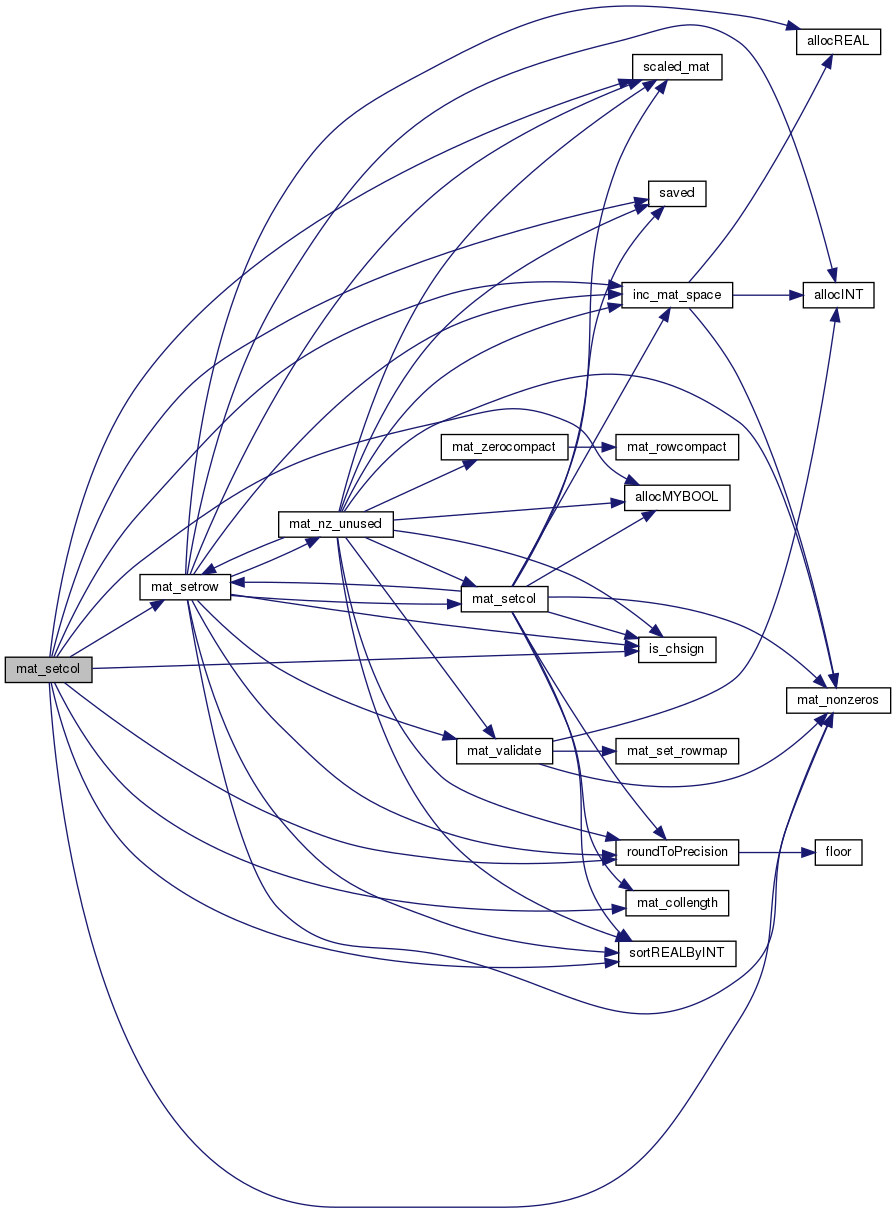 allocREAL
scaled_mat
saved
inc_mat_space
allocINT
mat_zerocompact
mat_rowcompact
allocMYBOOL
mat_nz_unused
mat_setrow
mat_setcol
is_chsign
mat_setcol
mat_nonzeros
mat_validate
mat_set_rowmap
roundToPrecision
floor
mat_collength
sortREALByINT